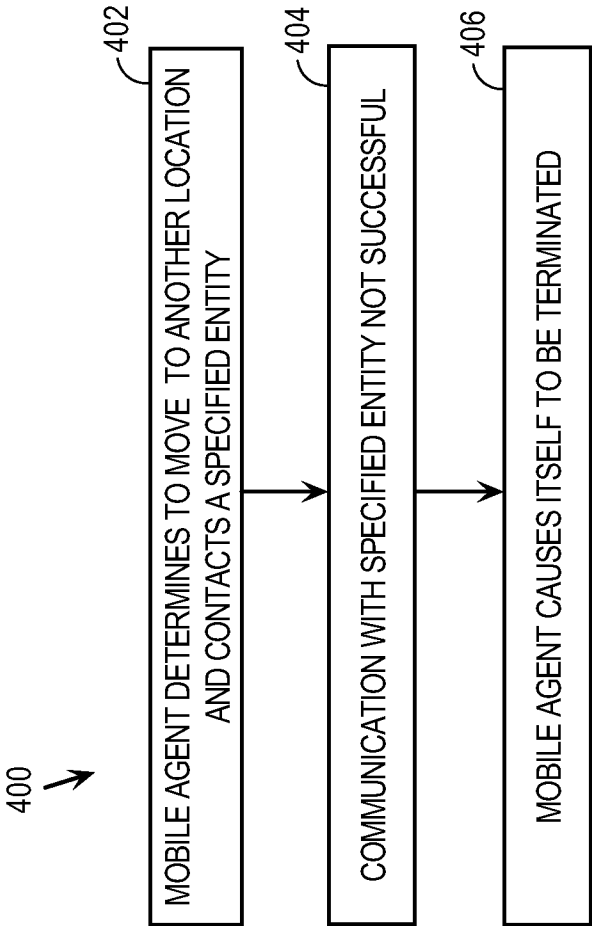 400
402
MOBILE AGENT DETERMINES TO MOVE TO ANOTHER LOCATION
AND CONTACTS A SPECIFIED ENTITY
404
COMMUNICATION WITH SPECIFIED ENTITY NOT SUCCESSFUL
406
MOBILE AGENT CAUSES ITSELF TO BE TERMINATED